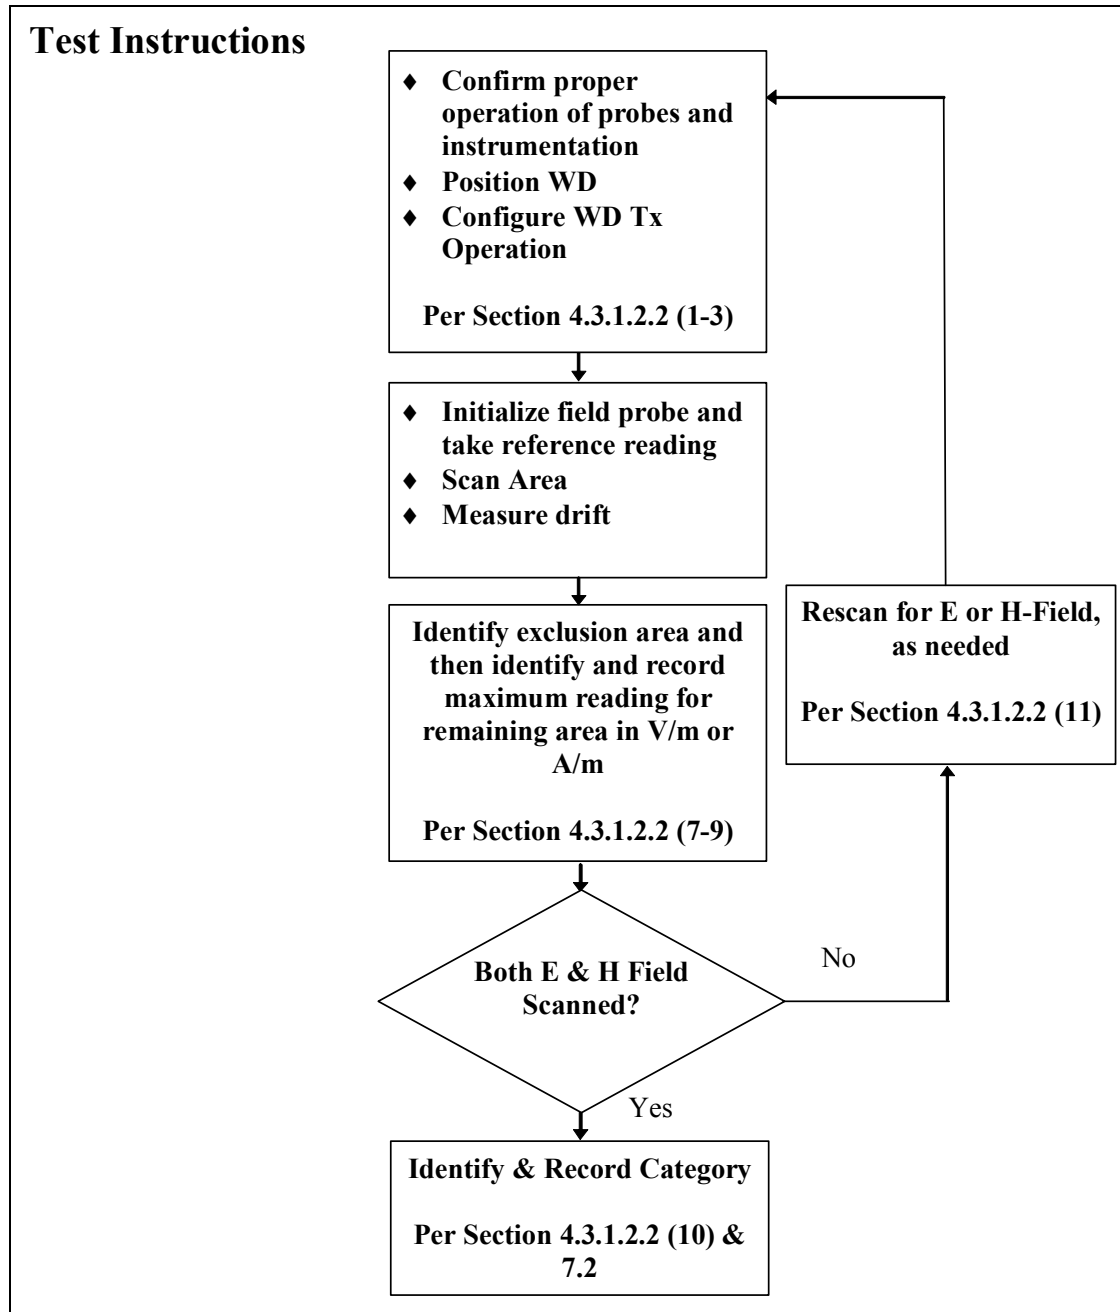 Test Instructions
♦ Confirm proper
operation of probes and
instrumentation
♦ Position WD
♦ Configure WD Tx
Operation
Per Section 4.3.1.2.2 (1-3)
♦ Initialize field probe and
take reference reading
♦ Scan Area
♦ Measure drift
Identify exclusion area and
then identify and record
maximum reading for
remaining area in V/m or
A/m
Per Section 4.3.1.2.2 (7-9)
Rescan for E or H-Field,
as needed
Per Section 4.3.1.2.2 (11)
Both E & H Field
Scanned?
No
Yes
Identify & Record Category
Per Section 4.3.1.2.2 (10) &
7.2